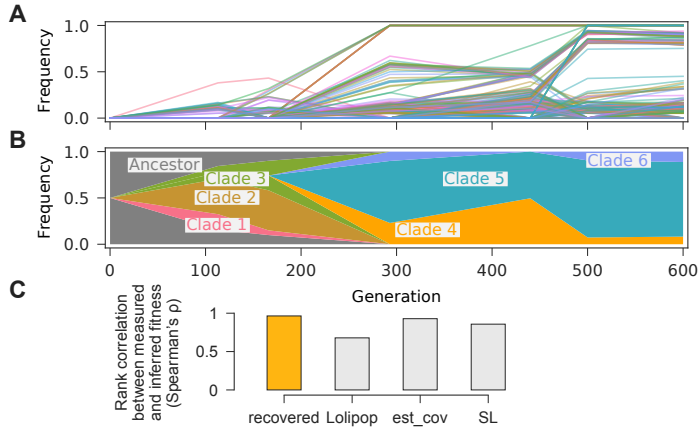 A
Frequency
1.0
0.5
0.0
B
Frequency
1.0
0.5
0.0
Ancestor
Clade 3
Clade 2
Clade 1
Clade 6
Clade 5
Clade 4
0 100 200 300 400 500 600
Generation
C
Rank correlation
between measured
and inferred fitness
(Spearman's ρ)
1
0.5
0
recovered Lolipop est_cov SL